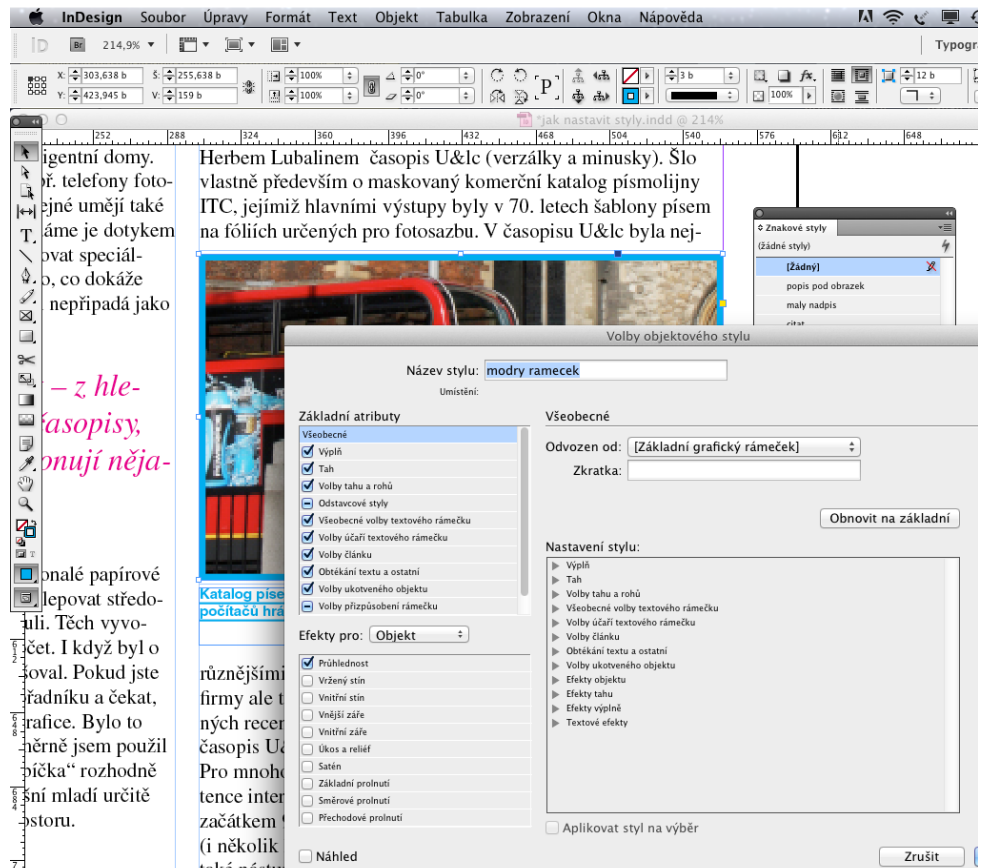 InDesign Soubor Úpravy Formát Text Objekt Tabulka Zobrazení Okna Nápověda
Br 214,9%
Typogr
X: 303,638 b Š: 255,638 b 100% 0° 3 b 12 b
Y: 423,945 b V: 159 b 100% 0° 100%
*jak nastavit styly.indd @ 214%
252 288 324 360 396 432 468 504 540 576 612 648
igentní domy.
př. telefony foto-
ejné umějí také
áme je dotykem
ovat speciál-
o, co dokáže
nepřipadá jako
– z hle-
časopisy,
onují něja-
onalé papírové
lepovat středo-
uli. Těch vyvo-
čet. I když byl o
šoval. Pokud jste
řadníku a čekat,
rafice. Bylo to
měrně jsem použil
píčka“ rozhodně
šní mladí určitě
ostoru.
Herbem Lubalinem časopis U&lc (verzálky a minusky). Šlo
vlastně především o maskovaný komerční katalog písmolijny
ITC, jejímiž hlavními výstupy byly v 70. letech šablony písem
na fóliích určených pro fotosazbu. V časopisu U&lc byla nej-
Katalog píse
počítačů hrá
různějšími
firmy ale t
ných recen
časopis U&
Pro mnoho
tence inter
začátkem
(i několik
Znakové styly
(žádné styly)
[Žádný]
popis pod obrazek
maly nadpis
citat
Volby objektového stylu
Název stylu: modry ramecek
Umístění:
Základní atributy
Všeobecné
Výplň
Tah
Volby tahu a rohů
Odstavcové styly
Všeobecné volby textového rámečku
Volby účaří textového rámečku
Volby článku
Obtékání textu a ostatní
Volby ukotveného objektu
Volby přizpůsobení rámečku
Efekty pro: Objekt
Průhlednost
Vržený stín
Vnitřní stín
Vnější záře
Vnitřní záře
Úkos a reliéf
Satén
Základní prolnutí
Směrové prolnutí
Přechodové prolnutí
Náhled
Všeobecné
Odvozen od: [Základní grafický rámeček]
Zkratka:
Obnovit na základní
Nastavení stylu:
Výplň
Tah
Volby tahu a rohů
Všeobecné volby textového rámečku
Volby účaří textového rámečku
Volby článku
Obtékání textu a ostatní
Volby ukotveného objektu
Efekty objektu
Efekty tahu
Efekty výplně
Textové efekty
Aplikovat styl na výběr
Zrušit